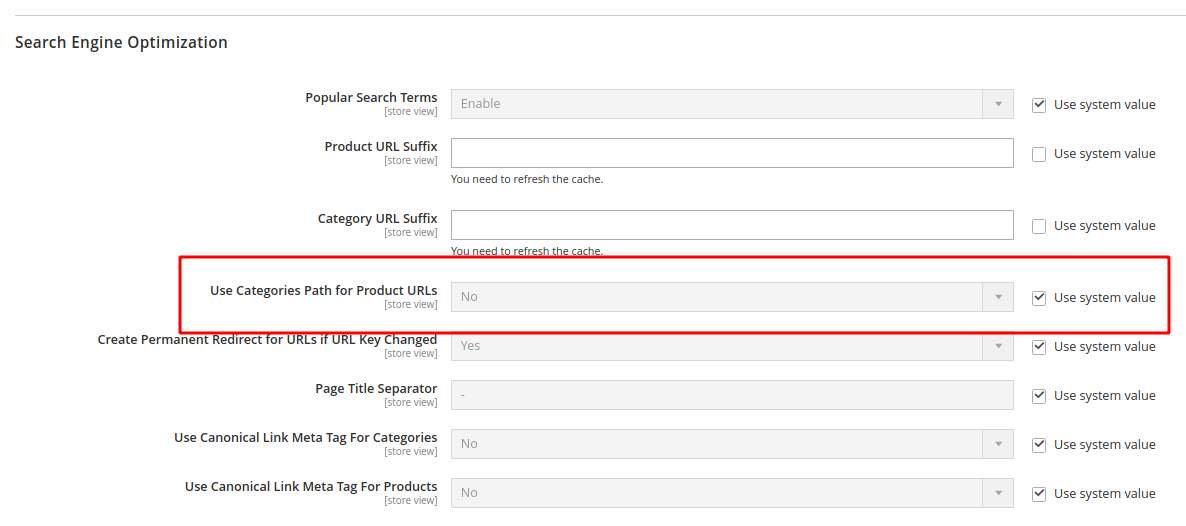 Search Engine Optimization
Popular Search Terms
[store view]
Enable
Use system value
Product URL Suffix
[store view]
Use system value
You need to refresh the cache.
Category URL Suffix
[store view]
Use system value
You need to refresh the cache.
Use Categories Path for Product URLs
[store view]
No
Use system value
Create Permanent Redirect for URLs if URL Key Changed
[store view]
Yes
Use system value
Page Title Separator
[store view]
-
Use system value
Use Canonical Link Meta Tag For Categories
[store view]
No
Use system value
Use Canonical Link Meta Tag For Products
[store view]
No
Use system value